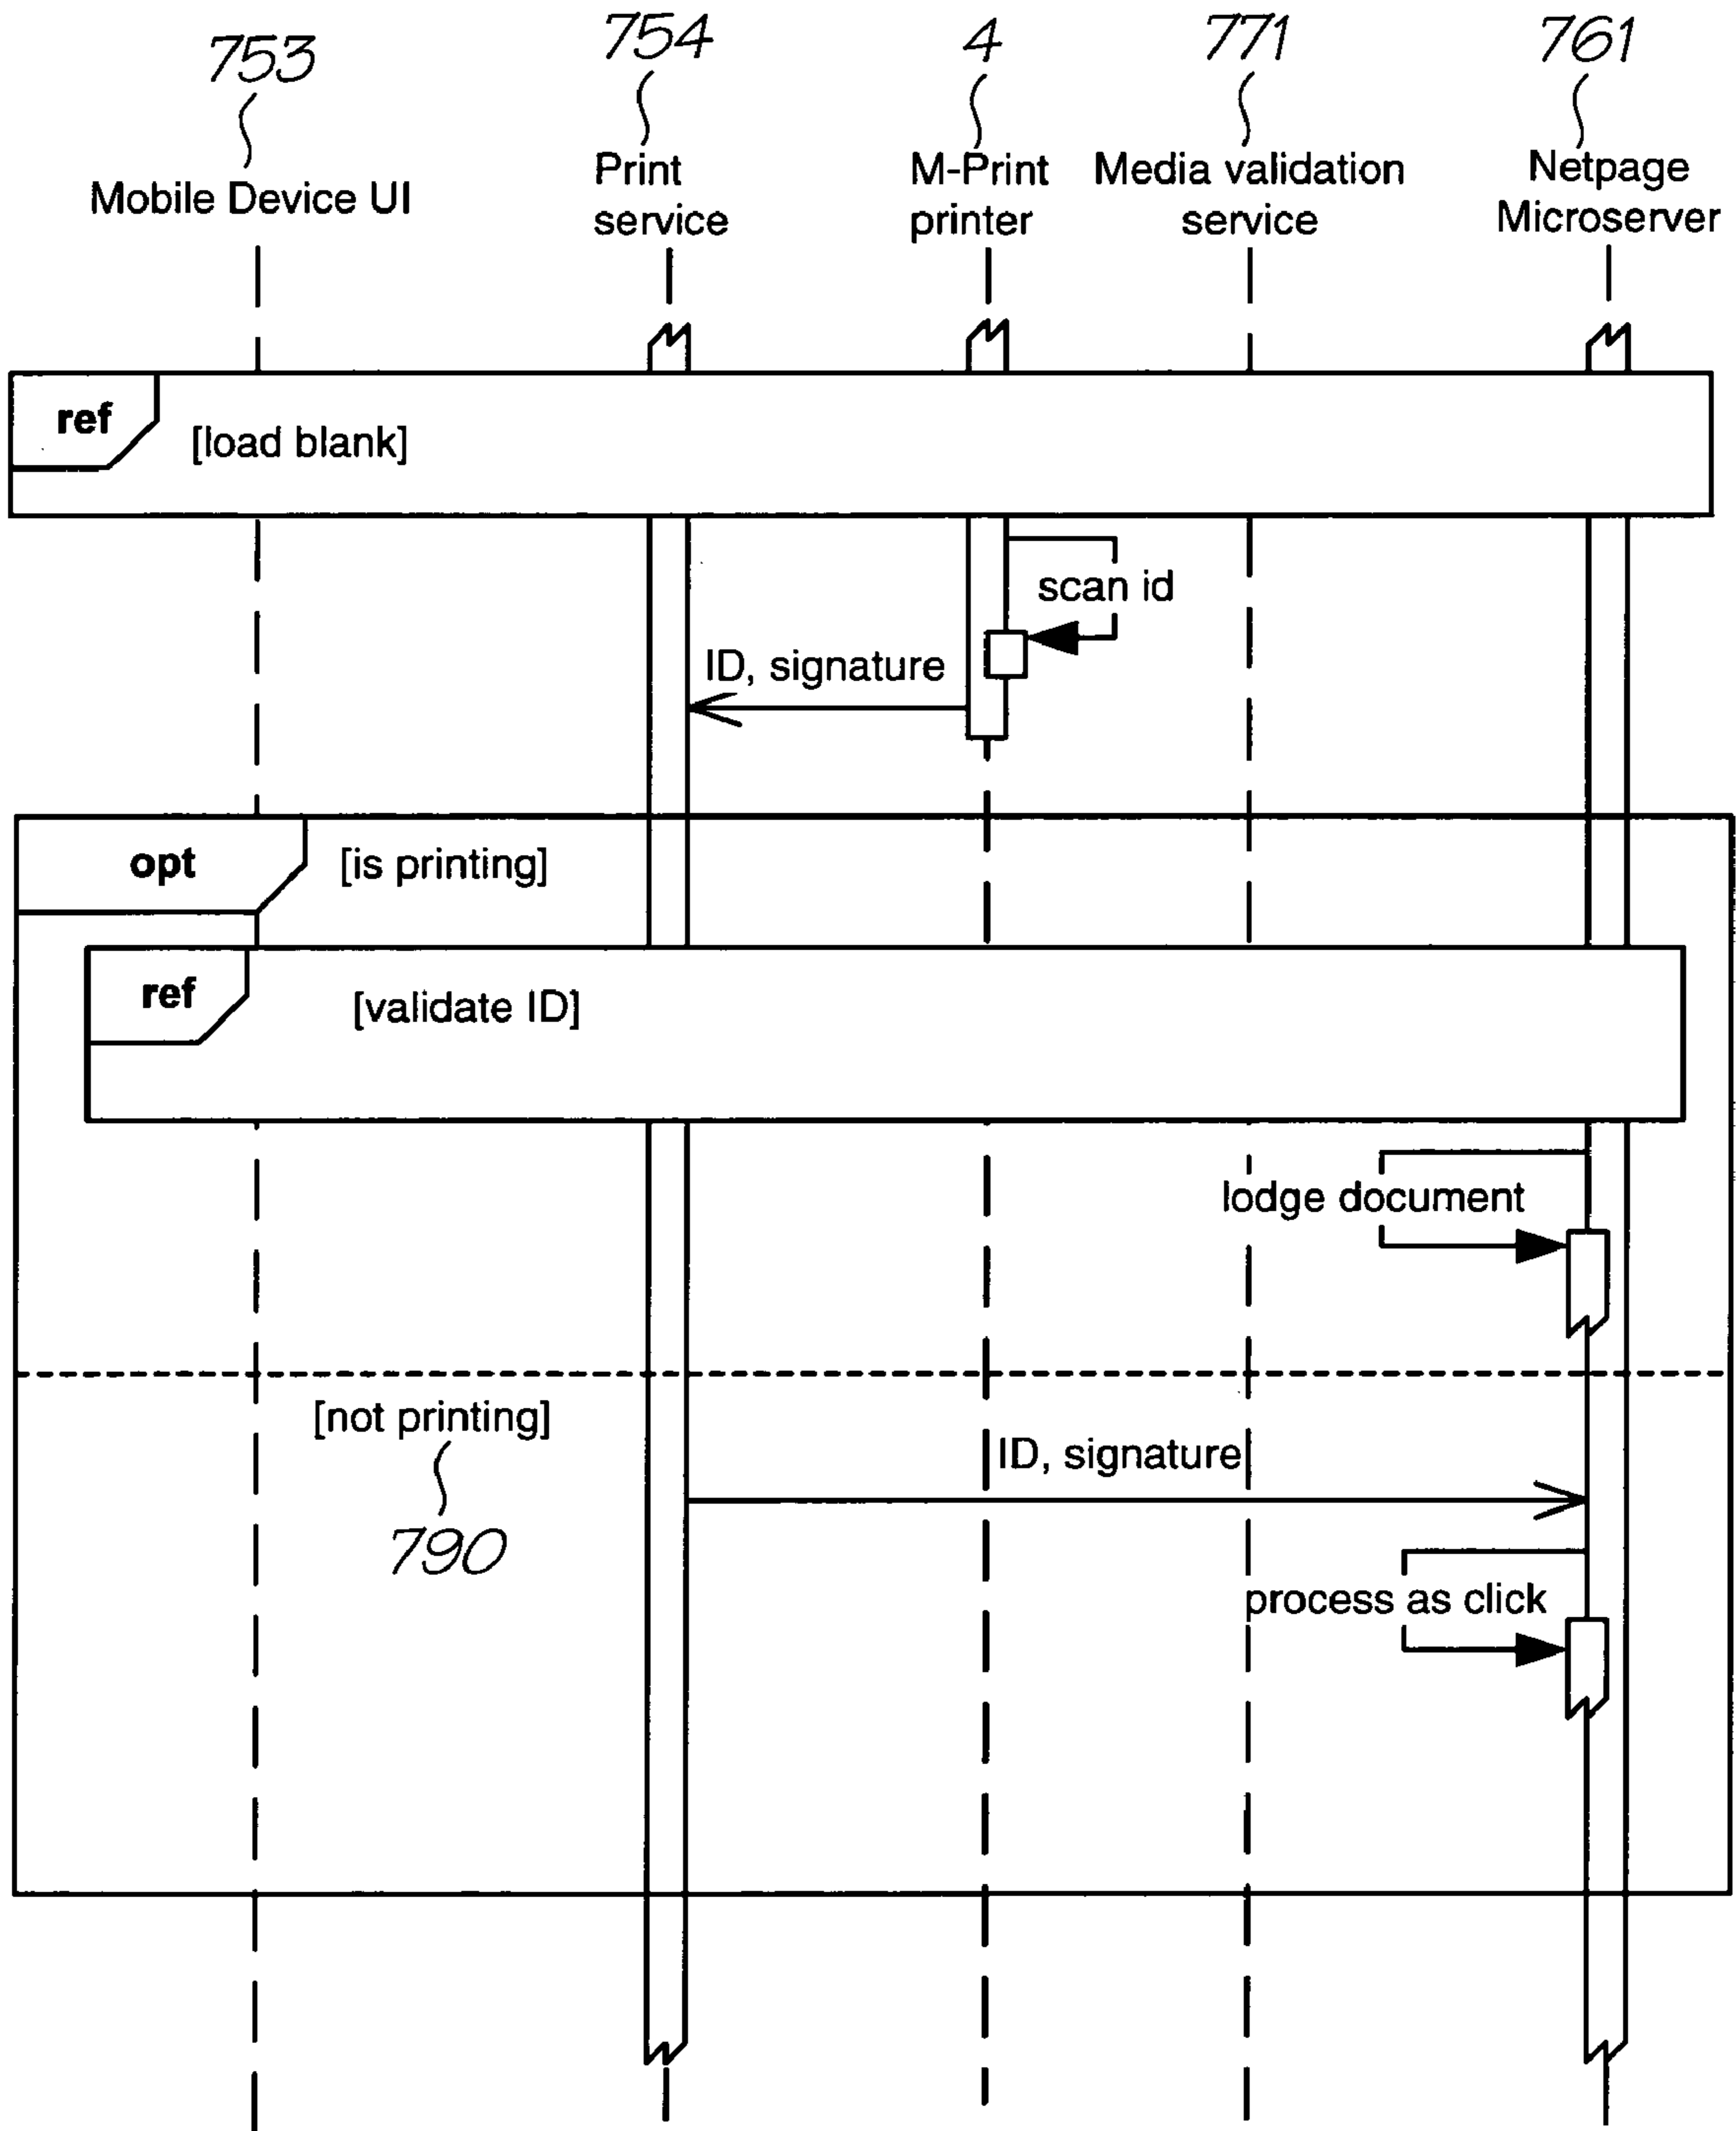 753
754
4
771
761
Mobile Device UI
Print
service
M-Print
printer
Media validation
service
Netpage
Microserver
ref
[load blank]
scan id
ID, signature
opt
[is printing]
ref
[validate ID]
lodge document
[not printing]
790
ID, signature
process as click